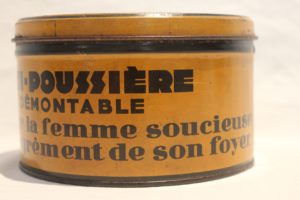 I-POUSSIÈRE
DÉMONTABLE
la femme soucieuse
rément de son foyer